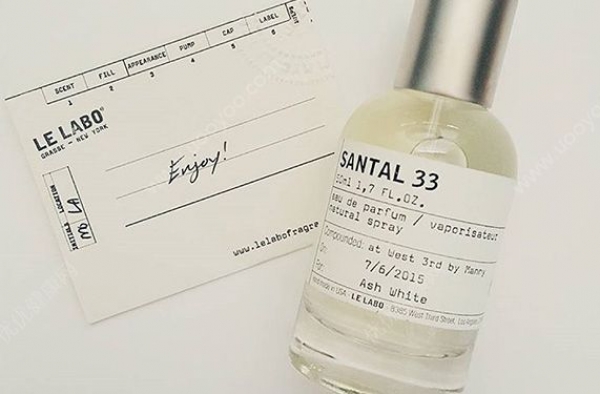 SCENT FILL APPEARANCE PUMP CAP LABEL
1 2 3 4 5 6
LE LABO
GRASSE - NEW YORK
LOCATION
LA
MD
Enjoy!
www.lelabofragra
SANTAL 33
50ml 1,7 FL.OZ.
eau de parfum / vaporisateur
natural spray
Compounded: at West 3rd by Manny
On: 7/6/2015
For: Ash White
made in USA - LE LABO - 8385 West Third Street, Los Angeles,